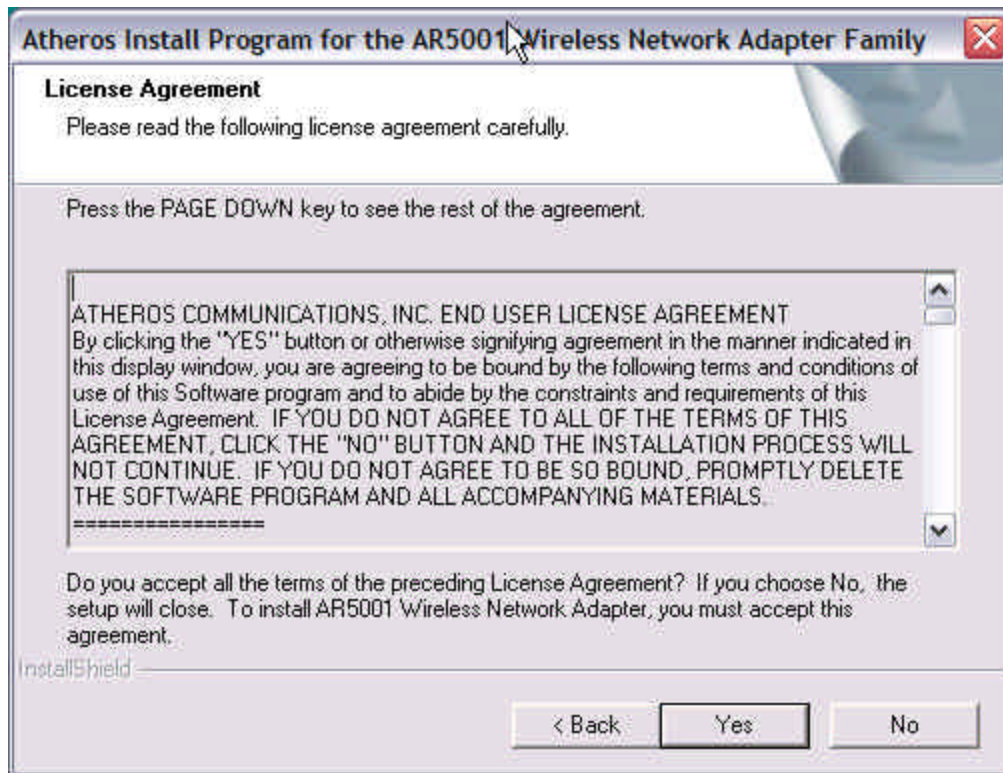 Atheros Install Program for the AR5001 Wireless Network Adapter Family
License Agreement
Please read the following license agreement carefully.
Press the PAGE DOWN key to see the rest of the agreement.
ATHEROS COMMUNICATIONS, INC. END USER LICENSE AGREEMENT
By clicking the "YES" button or otherwise signifying agreement in the manner indicated in
this display window, you are agreeing to be bound by the following terms and conditions of
use of this Software program and to abide by the constraints and requirements of this
License Agreement. IF YOU DO NOT AGREE TO ALL OF THE TERMS OF THIS
AGREEMENT, CLICK THE "NO" BUTTON AND THE INSTALLATION PROCESS WILL
NOT CONTINUE. IF YOU DO NOT AGREE TO BE SO BOUND, PROMPTLY DELETE
THE SOFTWARE PROGRAM AND ALL ACCOMPANYING MATERIALS.
================
Do you accept all the terms of the preceding License Agreement? If you choose No, the
setup will close. To install AR5001 Wireless Network Adapter, you must accept this
agreement.
InstallShield
< Back
Yes
No